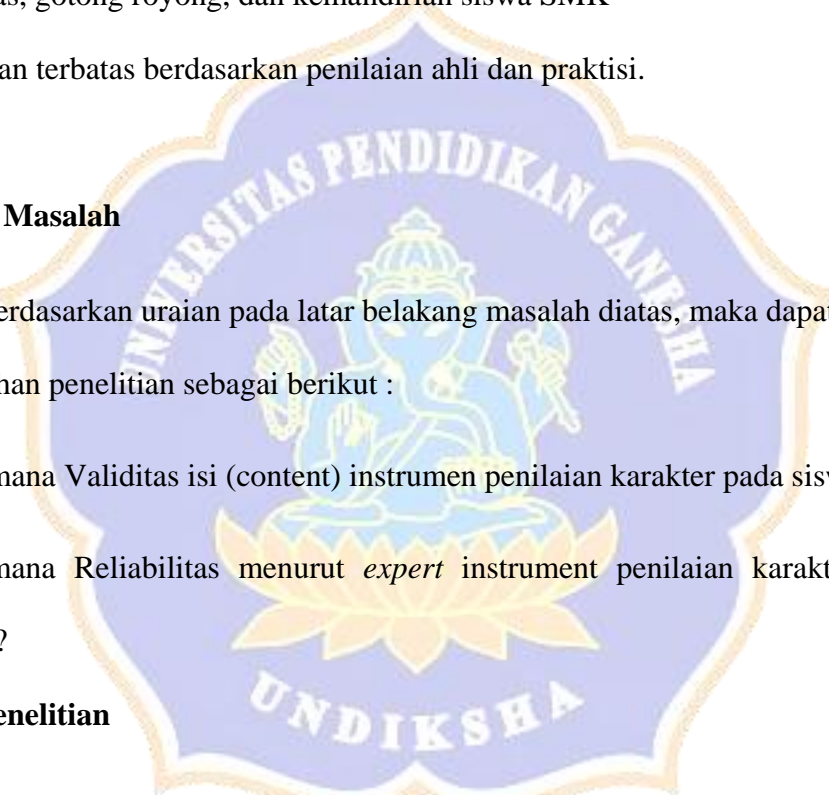 as, gotong royong, dan kemandirian siswa SMK
an terbatas berdasarkan penilaian ahli dan praktisi.
UNIVERSITAS PENDIDIKAN GANESHA
Masalah
erdasarkan uraian pada latar belakang masalah diatas, maka dapat
han penelitian sebagai berikut :
mana Validitas isi (content) instrumen penilaian karakter pada sisw
mana Reliabilitas menurut expert instrument penilaian karakt
?
UNDIKSHA
enelitian